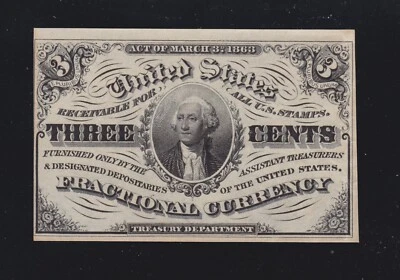 ACT OF MARCH 3, 1863
3 United States 3
RECEIVABLE FOR ALL U.S. STAMPS.
THREE CENTS
FURNISHED ONLY BY THE ASSISTANT TREASURERS
& DESIGNATED DEPOSITARIES OF THE UNITED STATES.
FRACTIONAL CURRENCY
TREASURY DEPARTMENT